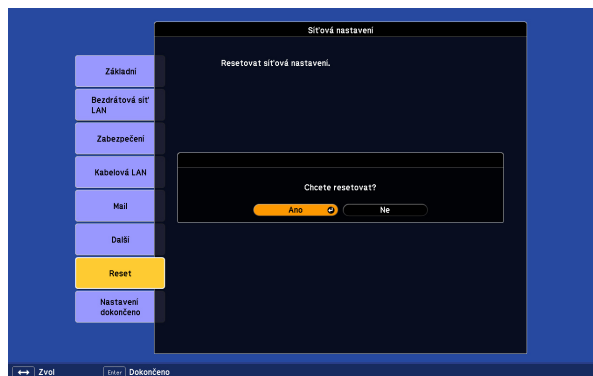 Síťová nastavení
Resetovat síťová nastavení.
Základní
Bezdrátová síť
LAN
Zabezpečení
Kabelová LAN
Mail
Další
Reset
Nastavení
dokončeno
Chcete resetovat?
Ano
Ne
Zvol
Enter Dokončeno